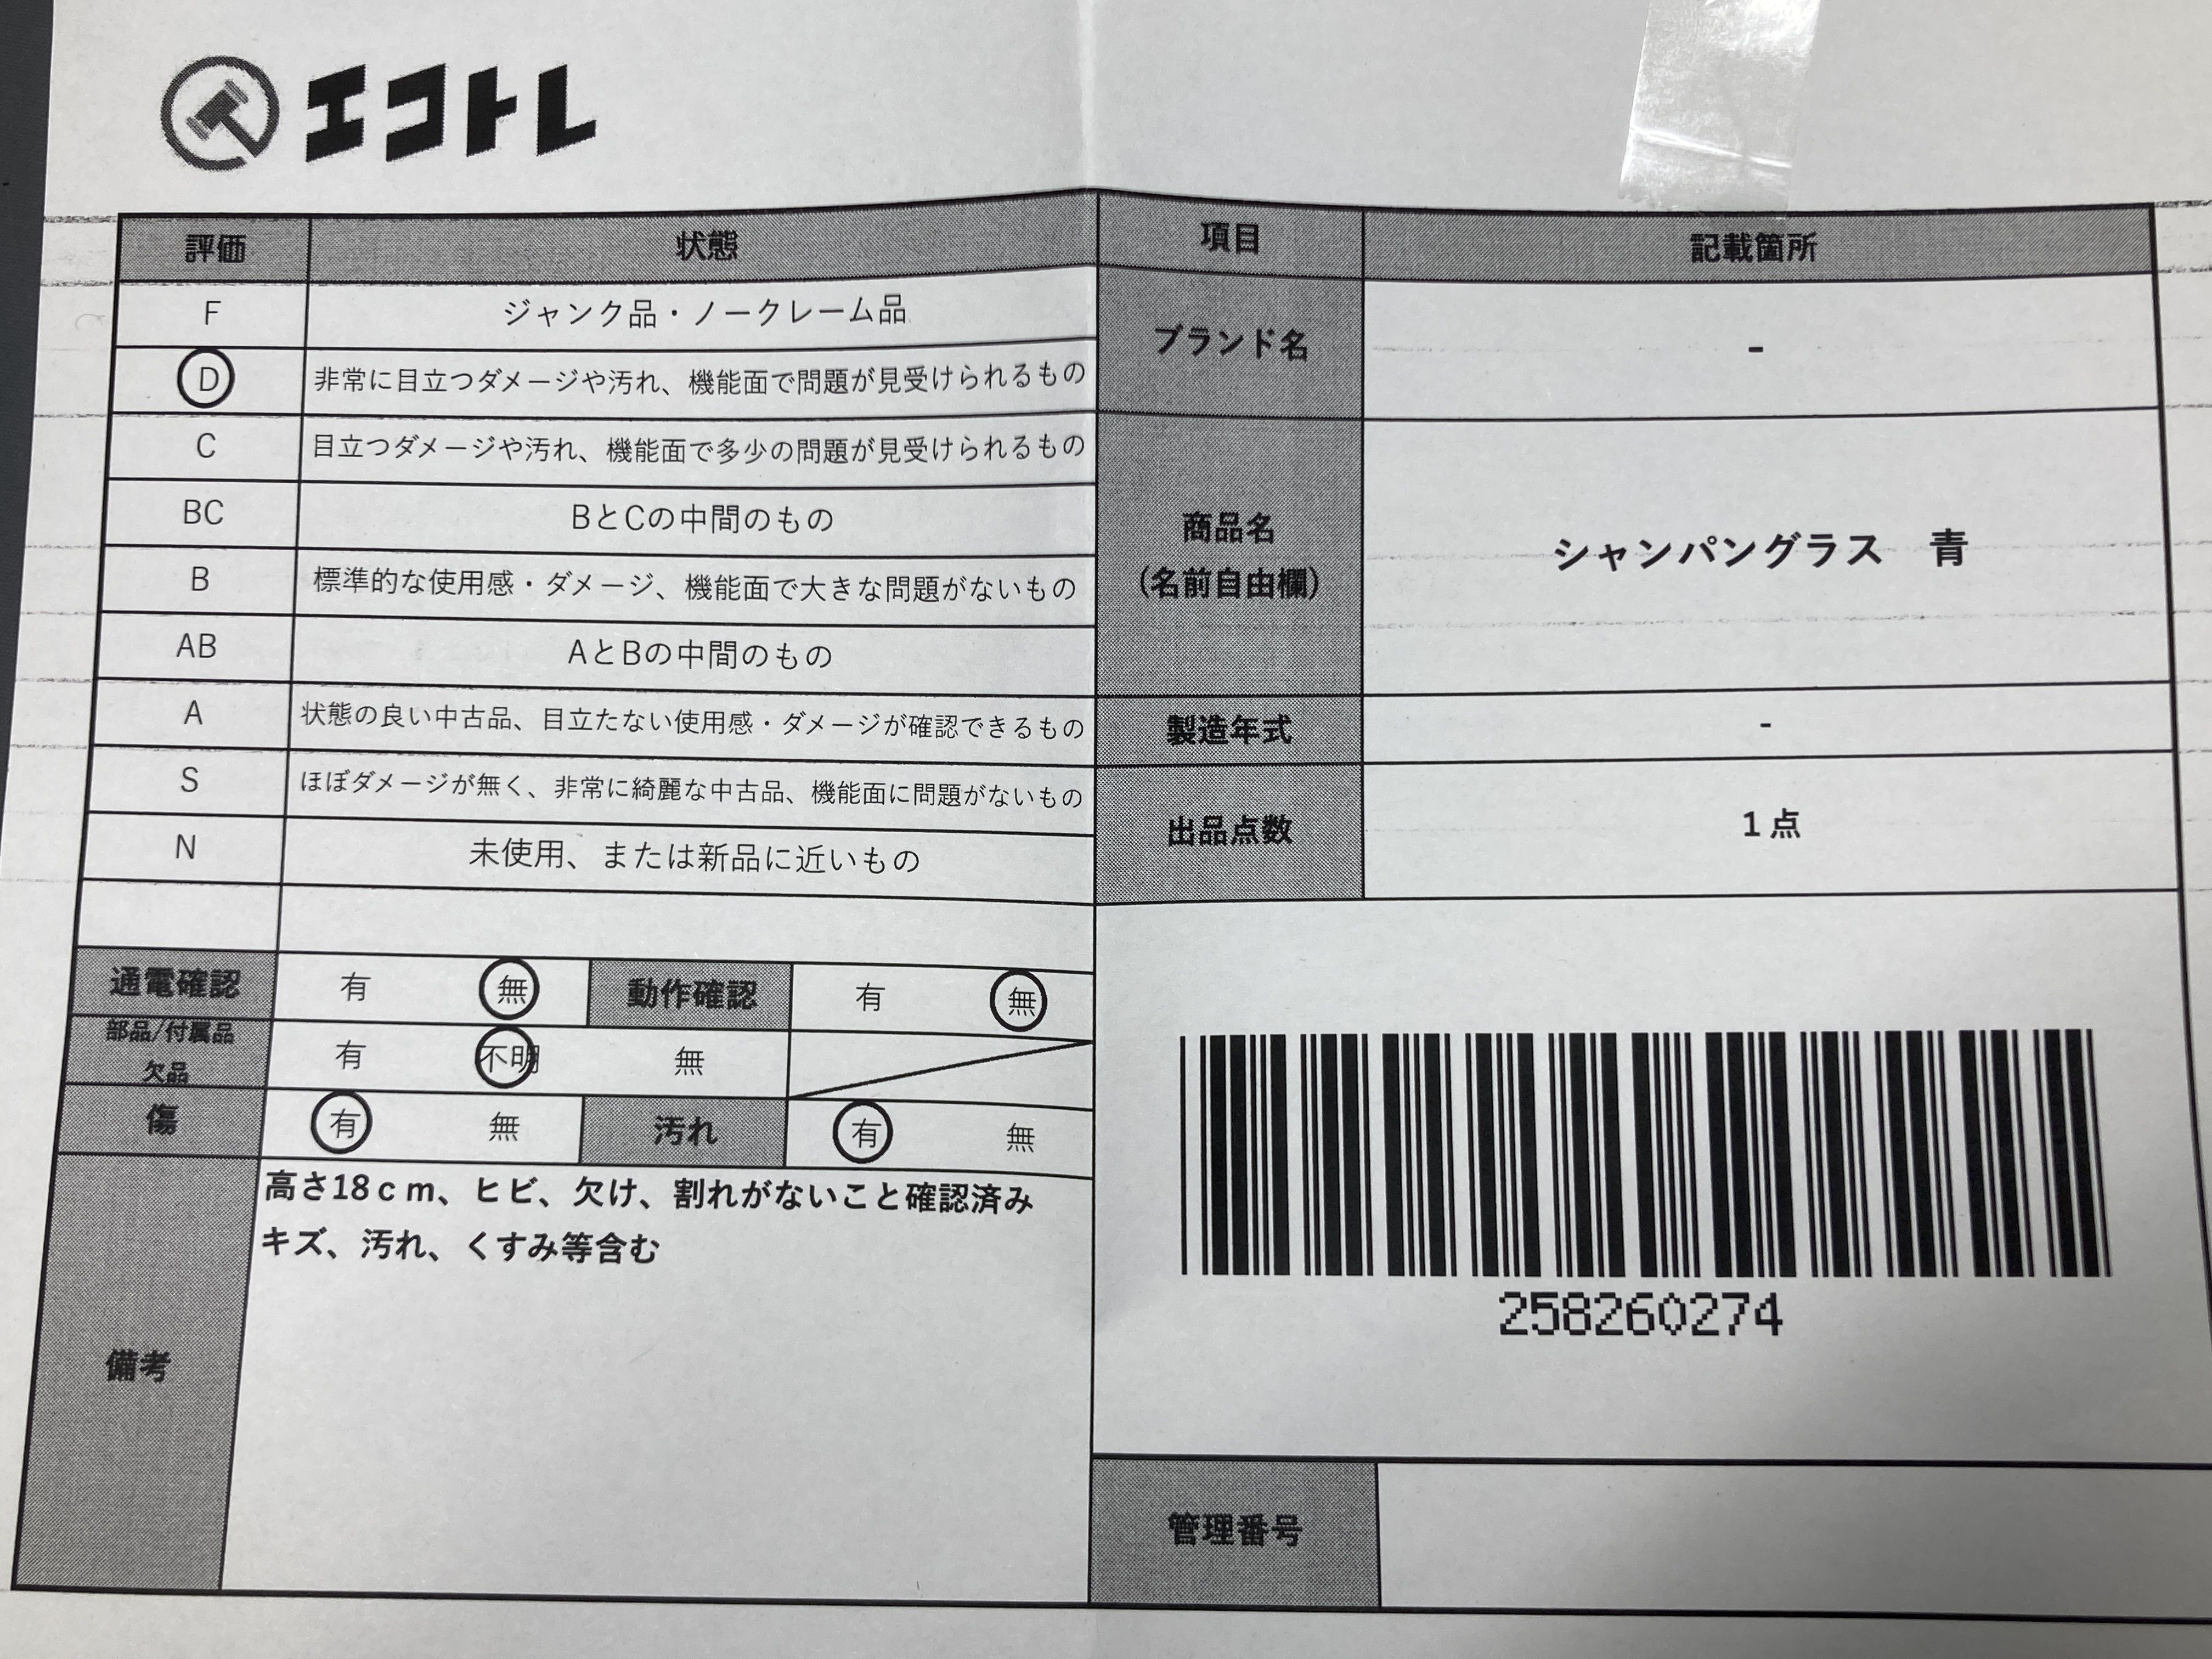 エコトレ
評価 状態
F ジャンク品・ノークレーム品
D 非常に目立つダメージや汚れ、機能面で問題が見受けられるもの
C 目立つダメージや汚れ、機能面で多少の問題が見受けられるもの
BC BとCの中間のもの
B 標準的な使用感・ダメージ、機能面で大きな問題がないもの
AB AとBの中間のもの
A 状態の良い中古品、目立たない使用感・ダメージが確認できるもの
S ほぼダメージが無く、非常に綺麗な中古品、機能面に問題がないもの
N 未使用、または新品に近いもの
通電確認 有 無 動作確認 有 無
部品/付属品
欠品
有 不明 無
傷 有 無 汚れ 有 無
備考
高さ18ｃｍ、ヒビ、欠け、割れがないこと確認済み
キズ、汚れ、くすみ等含む
項目 記載箇所
ブランド名 -
商品名
（名前自由欄）
シャンパングラス　青
製造年式 -
出品点数 1点
258260274
管理番号